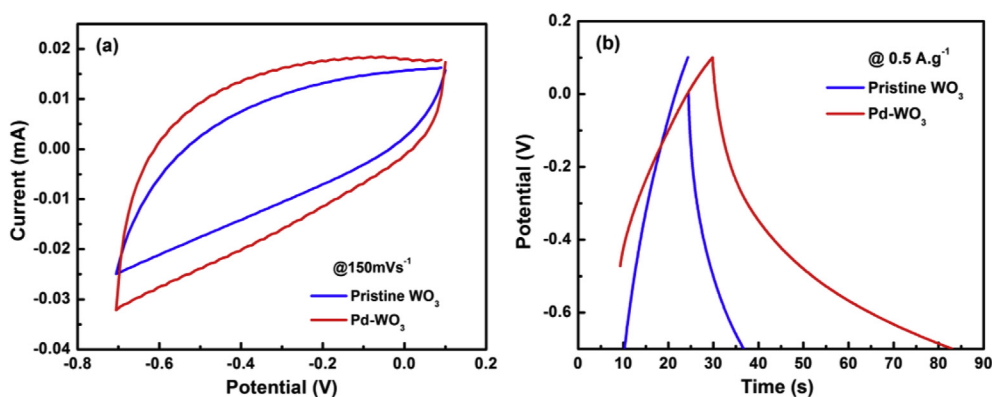 (a)
0.02
0.01
0.00
-0.01
-0.02
-0.03
-0.04
Current (mA)
@150mVs⁻¹
Pristine WO₃
Pd-WO₃
-0.8
-0.6
-0.4
-0.2
0.0
0.2
Potential (V)
(b)
0.2
0.0
-0.2
-0.4
-0.6
Potential (V)
@ 0.5 A.g⁻¹
Pristine WO₃
Pd-WO₃
0
10
20
30
40
50
60
70
80
90
Time (s)